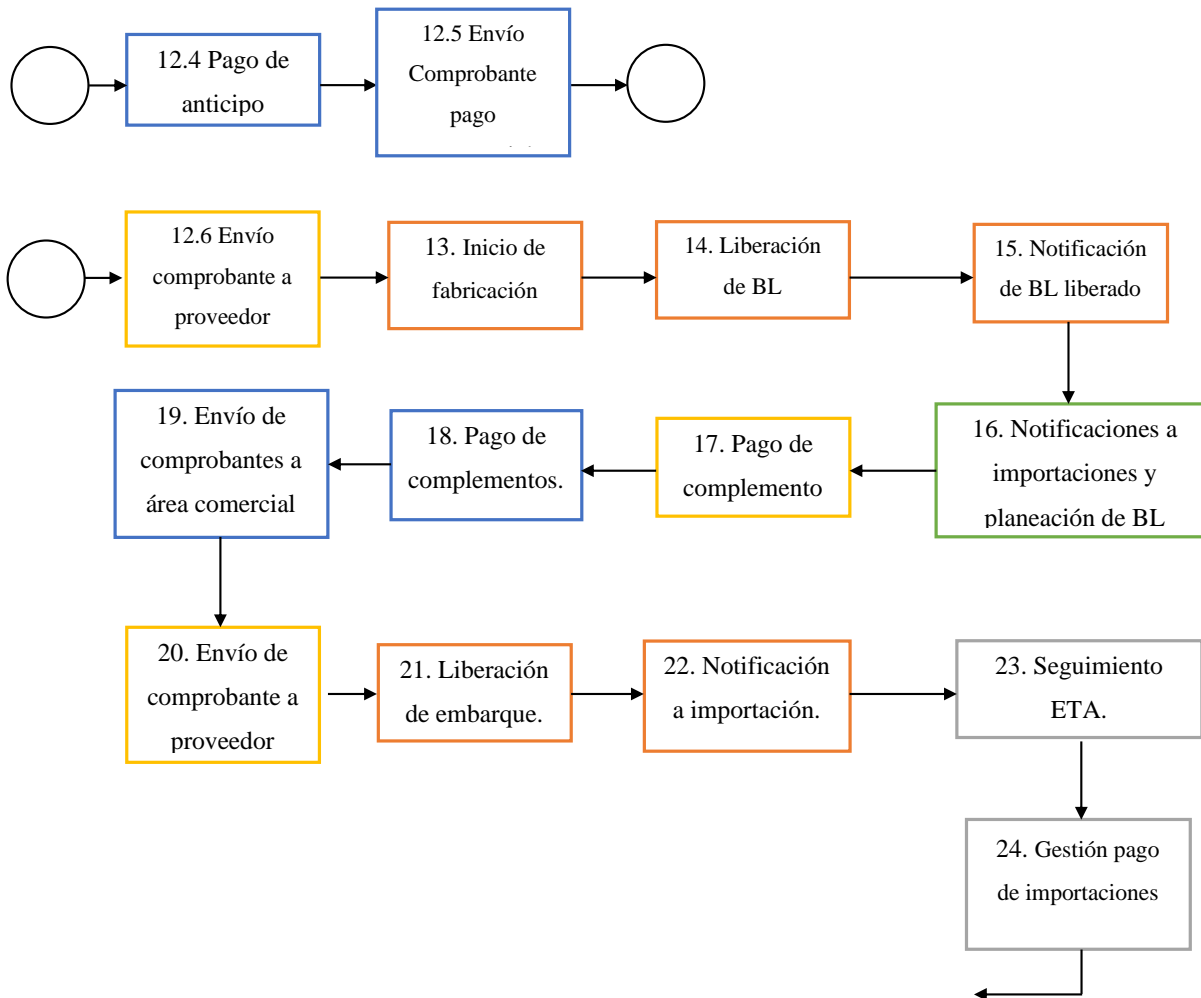 12.4 Pago de
anticipo
12.5 Envío
Comprobante
pago
12.6 Envío
comprobante a
proveedor
13. Inicio de
fabricación
14. Liberación
de BL
15. Notificación
de BL liberado
19. Envío de
comprobantes a
área comercial
18. Pago de
complementos.
17. Pago de
complemento
16. Notificaciones a
importaciones y
planeación de BL
20. Envío de
comprobante a
proveedor
21. Liberación
de embarque.
22. Notificación
a importación.
23. Seguimiento
ETA.
24. Gestión pago
de importaciones